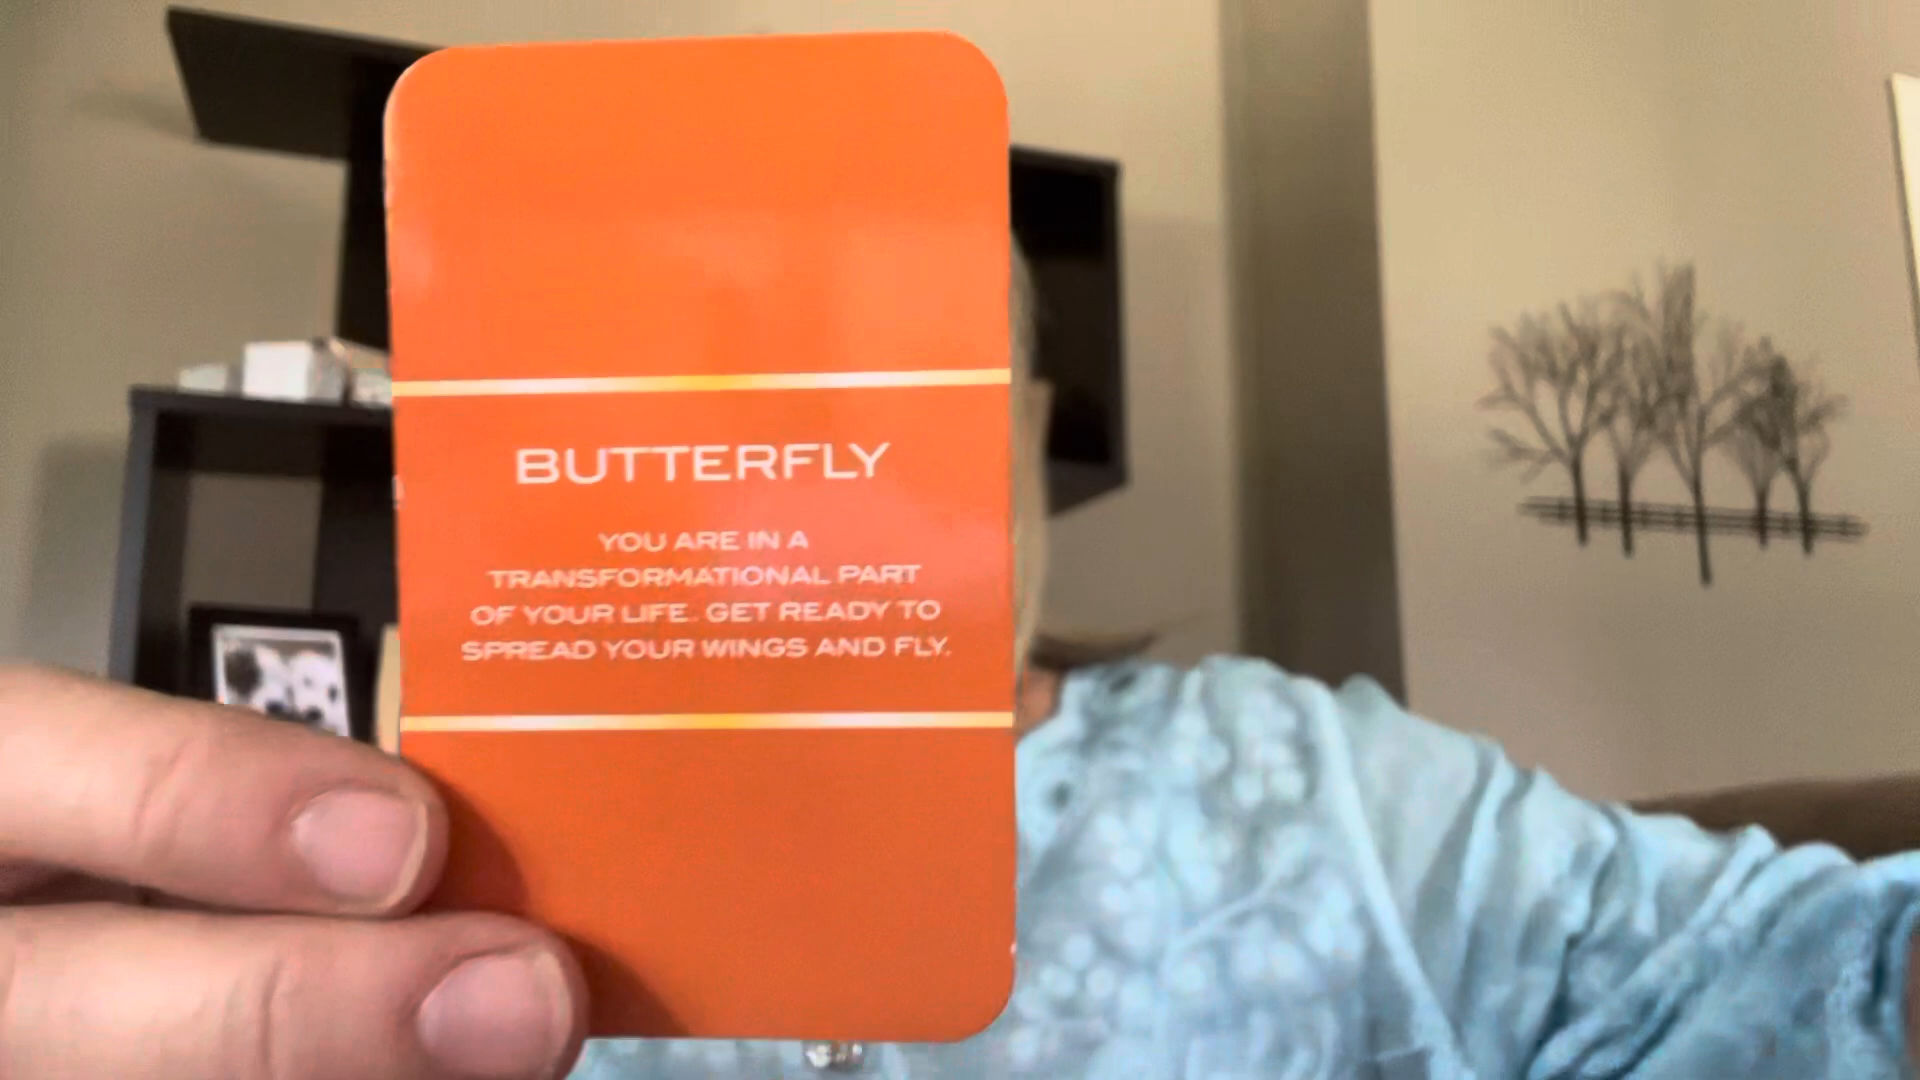 BUTTERFLY
YOU ARE IN A
TRANSFORMATIONAL PART
OF YOUR LIFE. GET READY TO
SPREAD YOUR WINGS AND FLY.